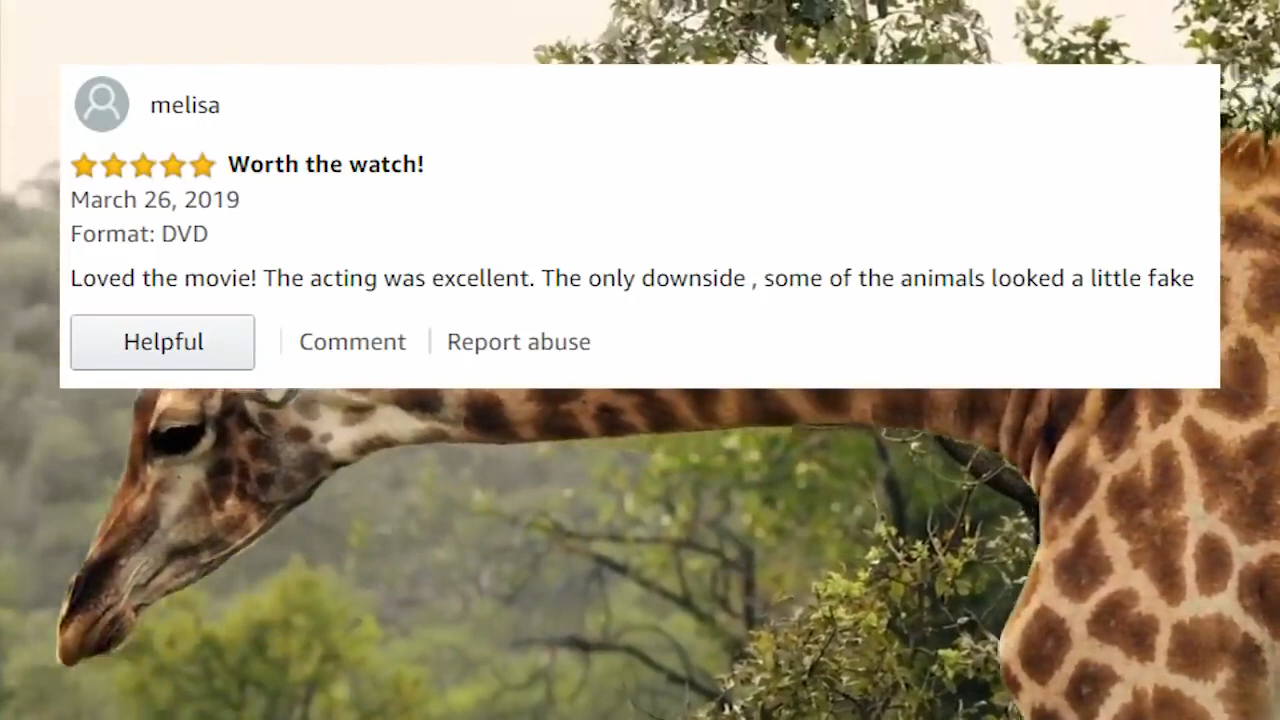 melisa
Worth the watch!
March 26, 2019
Format: DVD
Loved the movie! The acting was excellent. The only downside , some of the animals looked a little fake
Helpful
Comment
Report abuse